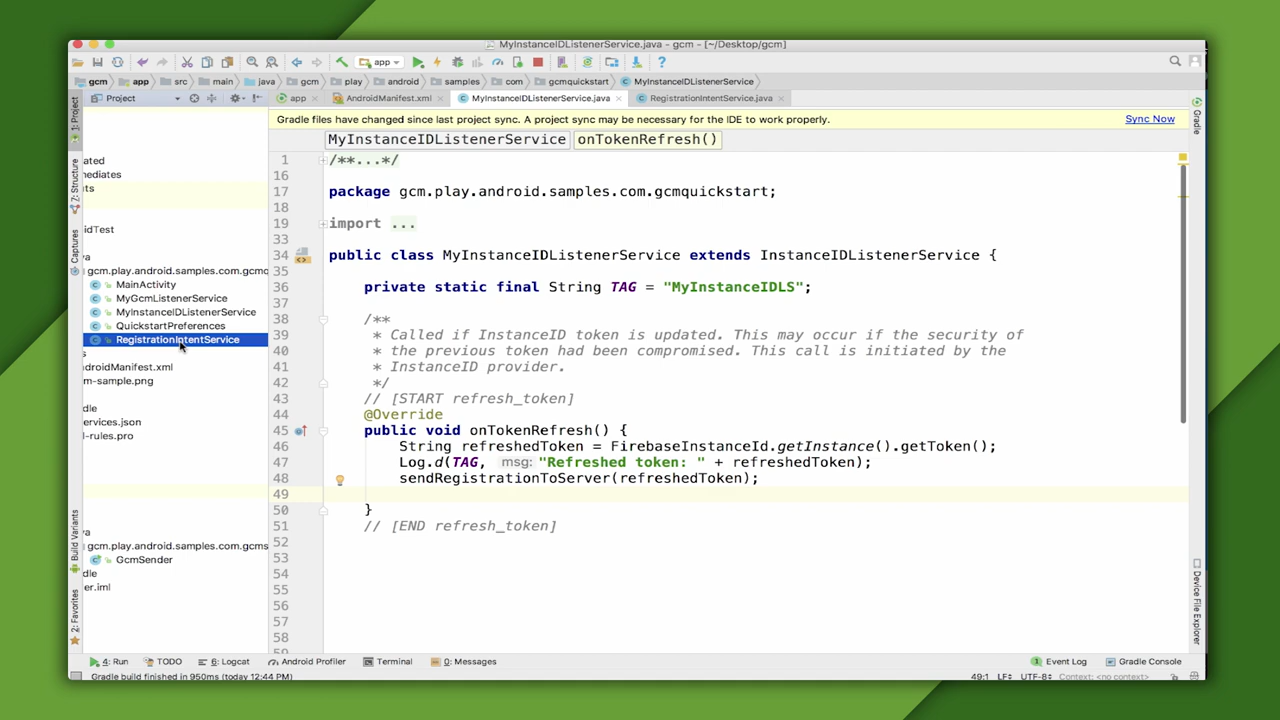 MyInstanceIDListenerService.java - gcm - [~/Desktop/gcm]
app
gcm app src main java gcm play android samples com gcmquickstart MyInstanceIDListenerService
Project app AndroidManifest.xml MyInstanceIDListenerService.java RegistrationIntentService.java
Gradle files have changed since last project sync. A project sync may be necessary for the IDE to work properly. Sync Now
MyInstanceIDListenerService onTokenRefresh()
1: Project
7: Structure
Captures
Build Variants
2: Favorites
Gradle
Device File Explorer
ated
mediates
ts
oidTest
va
gcm.play.android.samples.com.gcmq
MainActivity
MyGcmListenerService
MyInstanceIDListenerService
QuickstartPreferences
RegistrationIntentService
s
ndroidManifest.xml
m-sample.png
dle
ervices.json
d-rules.pro
va
gcm.play.android.samples.com.gcms
GcmSender
dle
er.iml
1 /**...*/
16
17 package gcm.play.android.samples.com.gcmquickstart;
18
19 import ...
33
34 public class MyInstanceIDListenerService extends InstanceIDListenerService {
35
36 private static final String TAG = "MyInstanceIDLS";
37
38 /**
39 * Called if InstanceID token is updated. This may occur if the security of
40 * the previous token had been compromised. This call is initiated by the
41 * InstanceID provider.
42 */
43 // [START refresh_token]
44 @Override
45 public void onTokenRefresh() {
46 String refreshedToken = FirebaseInstanceId.getInstance().getToken();
47 Log.d(TAG, msg: "Refreshed token: " + refreshedToken);
48 sendRegistrationToServer(refreshedToken);
49
50 }
51 // [END refresh_token]
52
53
54
55
56
57
58
4: Run TODO 6: Logcat Android Profiler Terminal 0: Messages 1 Event Log Gradle Console
Gradle build finished in 950ms (today 12:44 PM) 49:1 LF UTF-8 Context: <no context>